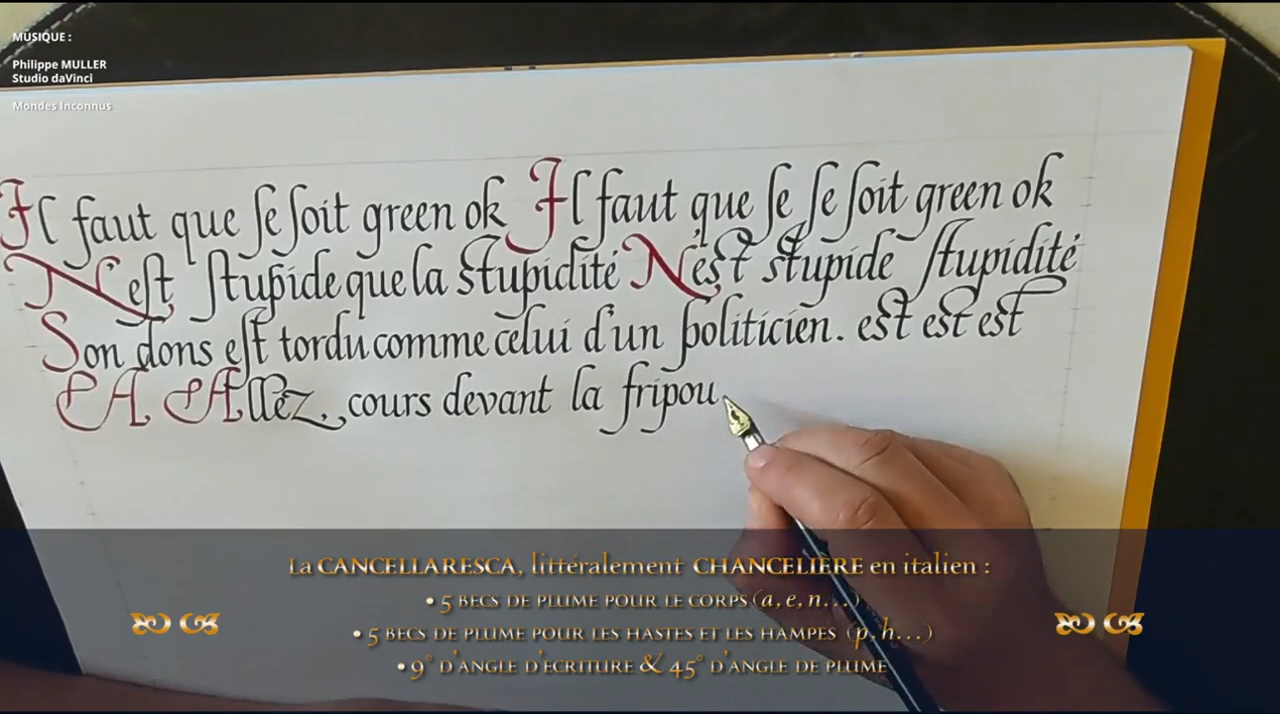 MUSIQUE :
Philippe MULLER
Studio daVinci
Mondes Inconnus
Il faut que ſe ſoit green ok Il faut que ſe ſe ſoit green ok
N'eſt ſtupide que la stupidité N'est stupide ſtupidité
Son dons eſt tordu comme celui d'un politicien. est est est
A, Allez, cours devant la fripou
La CANCELLARESCA, littéralement CHANCELIÈRE en italien :
• 5 BECS DE PLUME POUR LE CORPS (a, e, n...)
• 5 BECS DE PLUME POUR LES HASTES ET LES HAMPES (p, h...)
• 9° D'ANGLE D'ECRITURE & 45° D'ANGLE DE PLUME